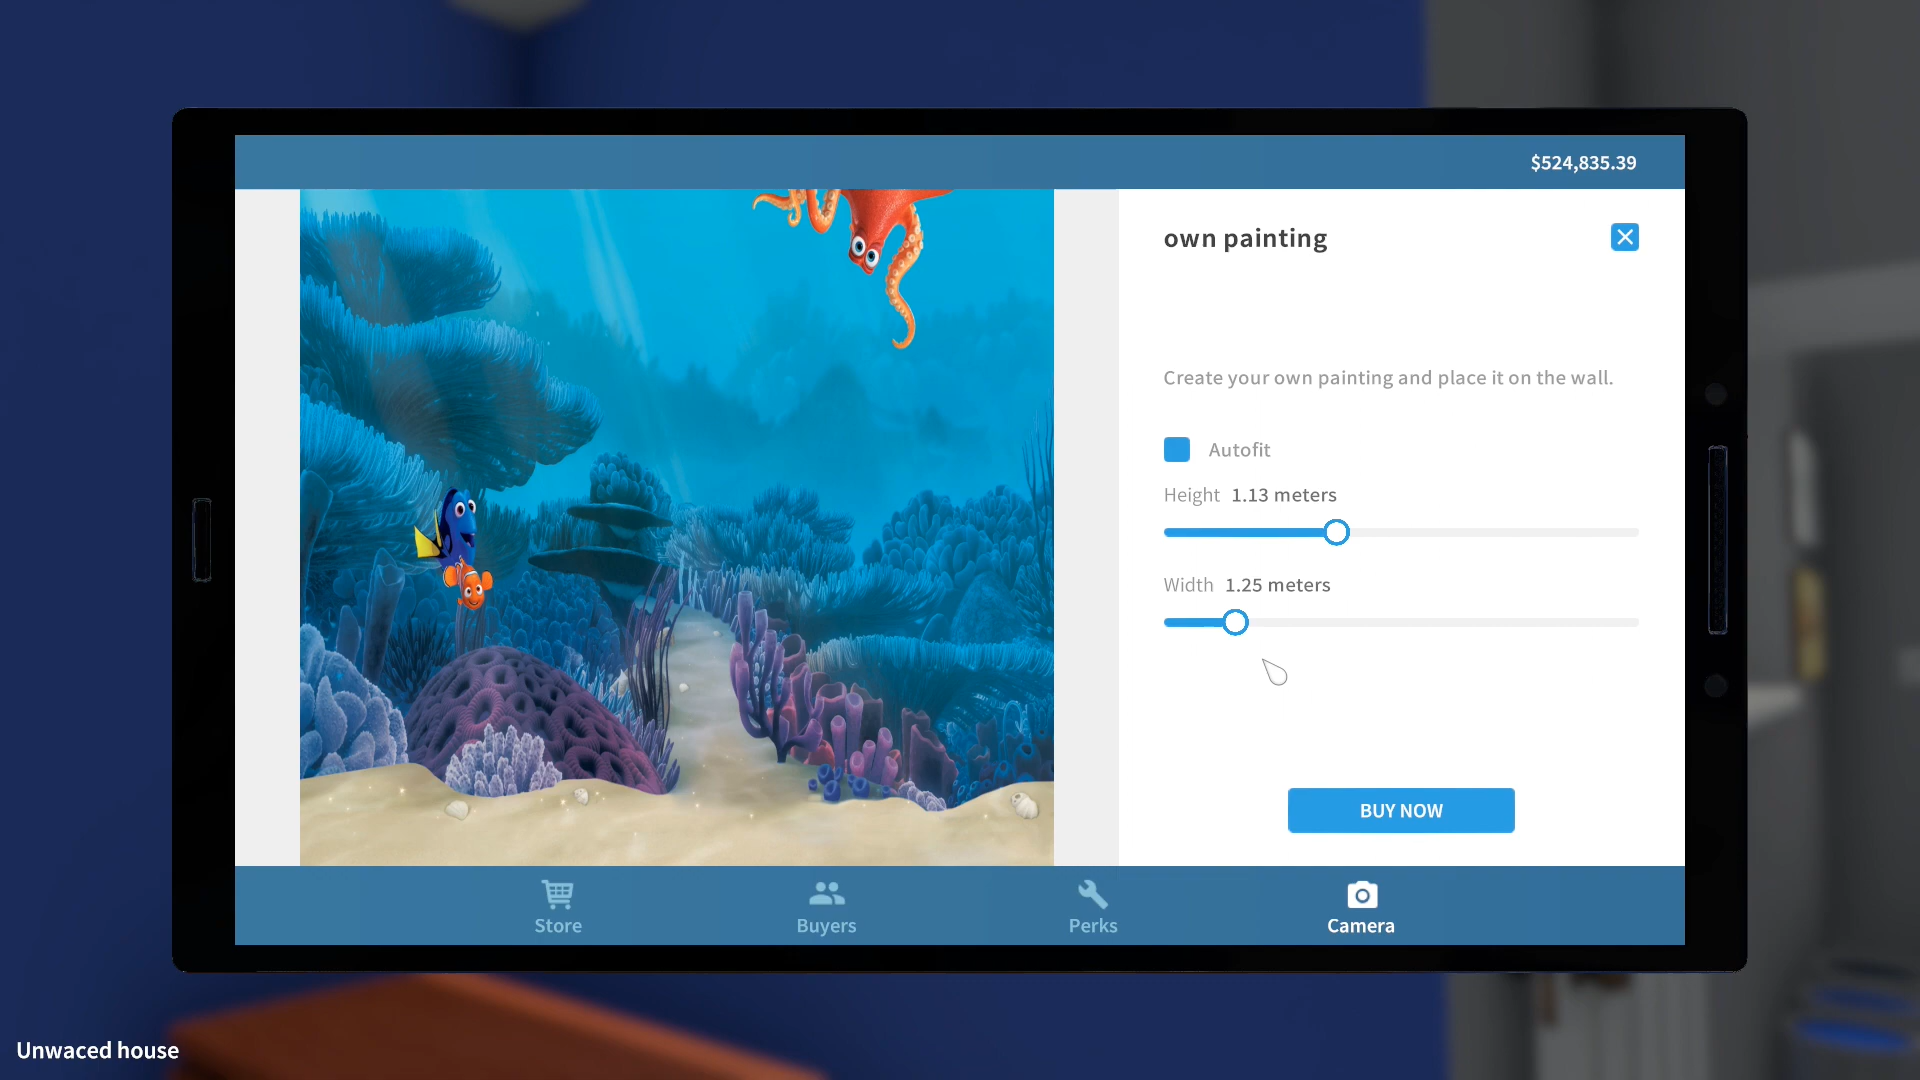 $524,835.39
own painting
Create your own painting and place it on the wall.
Autofit
Height 1.13 meters
Width 1.25 meters
BUY NOW
Store
Buyers
Perks
Camera
Unwaced house